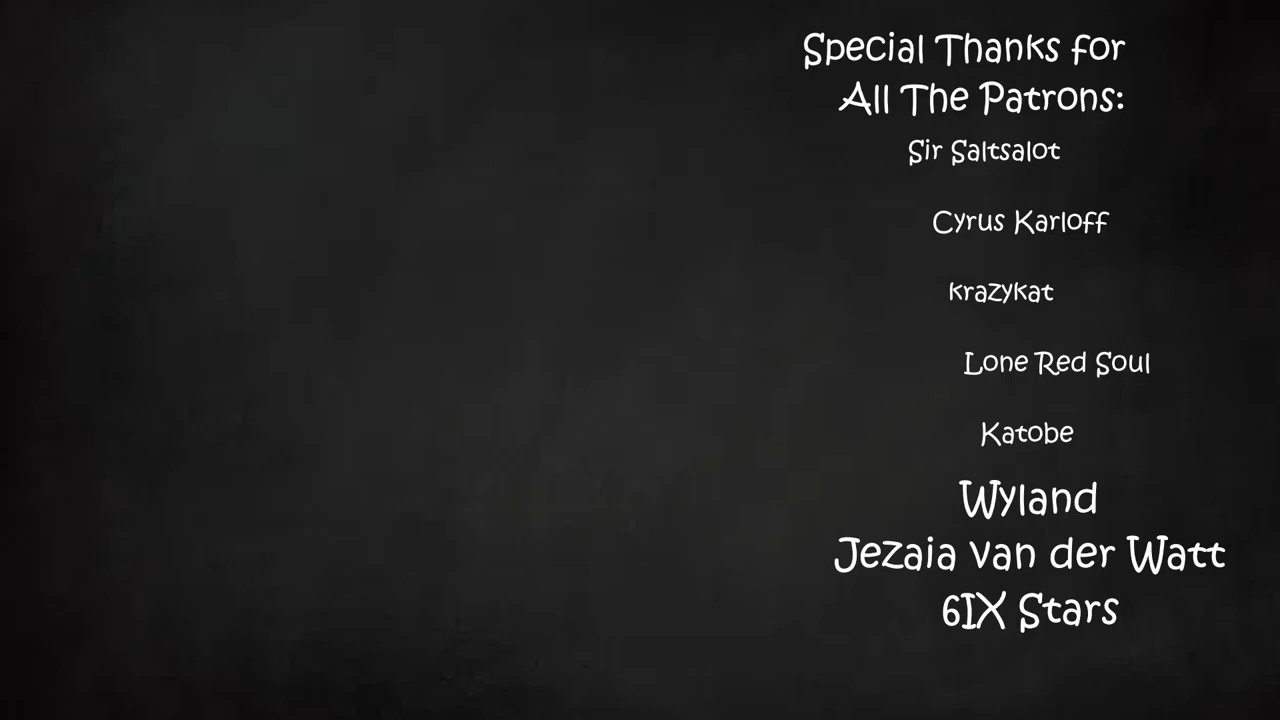 Special Thanks for
All The Patrons:
Sir Saltsalot
Cyrus Karloff
krazykat
Lone Red Soul
Katobe
Wyland
Jezaia van der Watt
6IX Stars